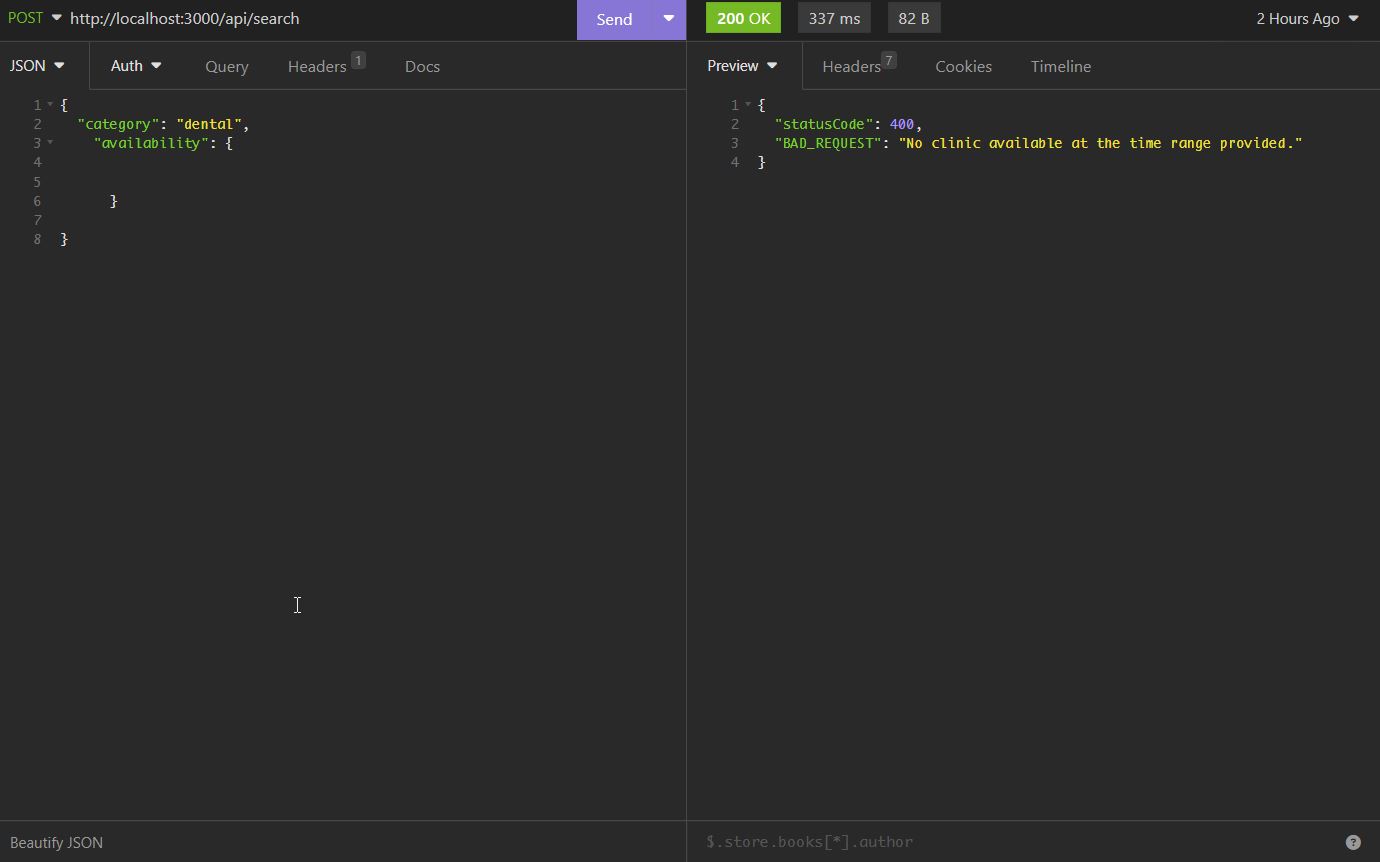 POST http://localhost:3000/api/search Send 200 OK 337 ms 82 B 2 Hours Ago
JSON Auth Query Headers 1 Docs Preview Headers 7 Cookies Timeline
1 {
2 "category": "dental",
3 "availability": {
4
5
6 }
7
8 }
1 {
2 "statusCode": 400,
3 "BAD_REQUEST": "No clinic available at the time range provided."
4 }
Beautify JSON $.store.books[*].author ?